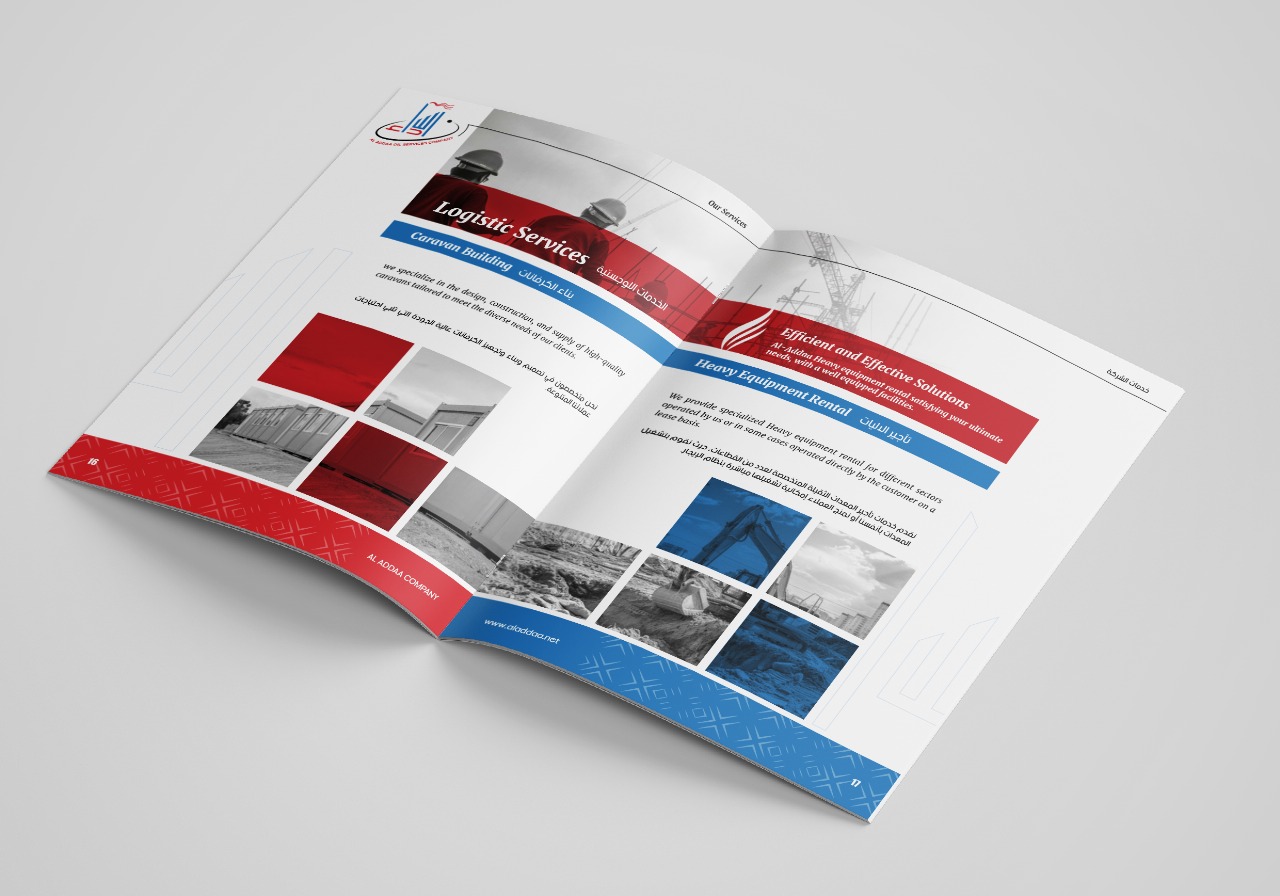 AL ADDAA OIL SERVICES COMPANY
Our Services
Logistic Services
الخدمات اللوجستية
Caravan Building بناء الكرفانات
we specialize in the design, construction, and supply of high-quality
caravans tailored to meet the diverse needs of our clients.
نحن متخصصون في تصميم وبناء وتجهيز الكرفانات عالية الجودة التي تلبي احتياجات
عملائنا المتنوعة.
16
AL ADDAA COMPANY
خدمات الشركة
Efficient and Effective Solutions
Al-Addaa Heavy equipment rental satisfying your ultimate
needs, with a well equipped facilities.
Heavy Equipment Rental تأجير الاليات
We provide specialized Heavy equipment rental for different sectors
operated by us or in some cases operated directly by the customer on a
lease basis.
نقدم خدمات تأجير المعدات الثقيلة المتخصصة لعدد من القطاعات، حيث نقوم بتشغيل
المعدات بأنفسنا أو نمنح العملاء إمكانية تشغيلها مباشرة بنظام الإيجار
www.aladdaa.net
17